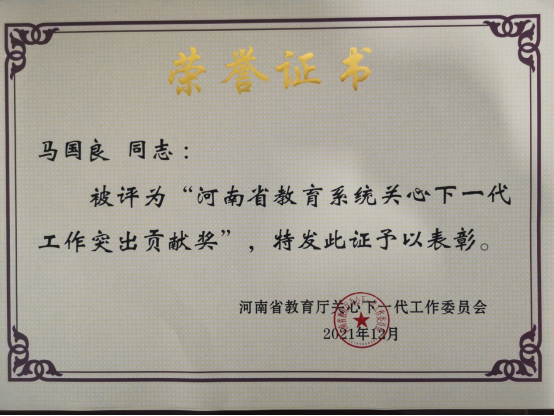 荣誉证书
马国良 同志：
被评为“河南省教育系统关心下一代
工作突出贡献奖”，特发此证予以表彰。
河南省教育厅关心下一代工作委员会
2021年12月